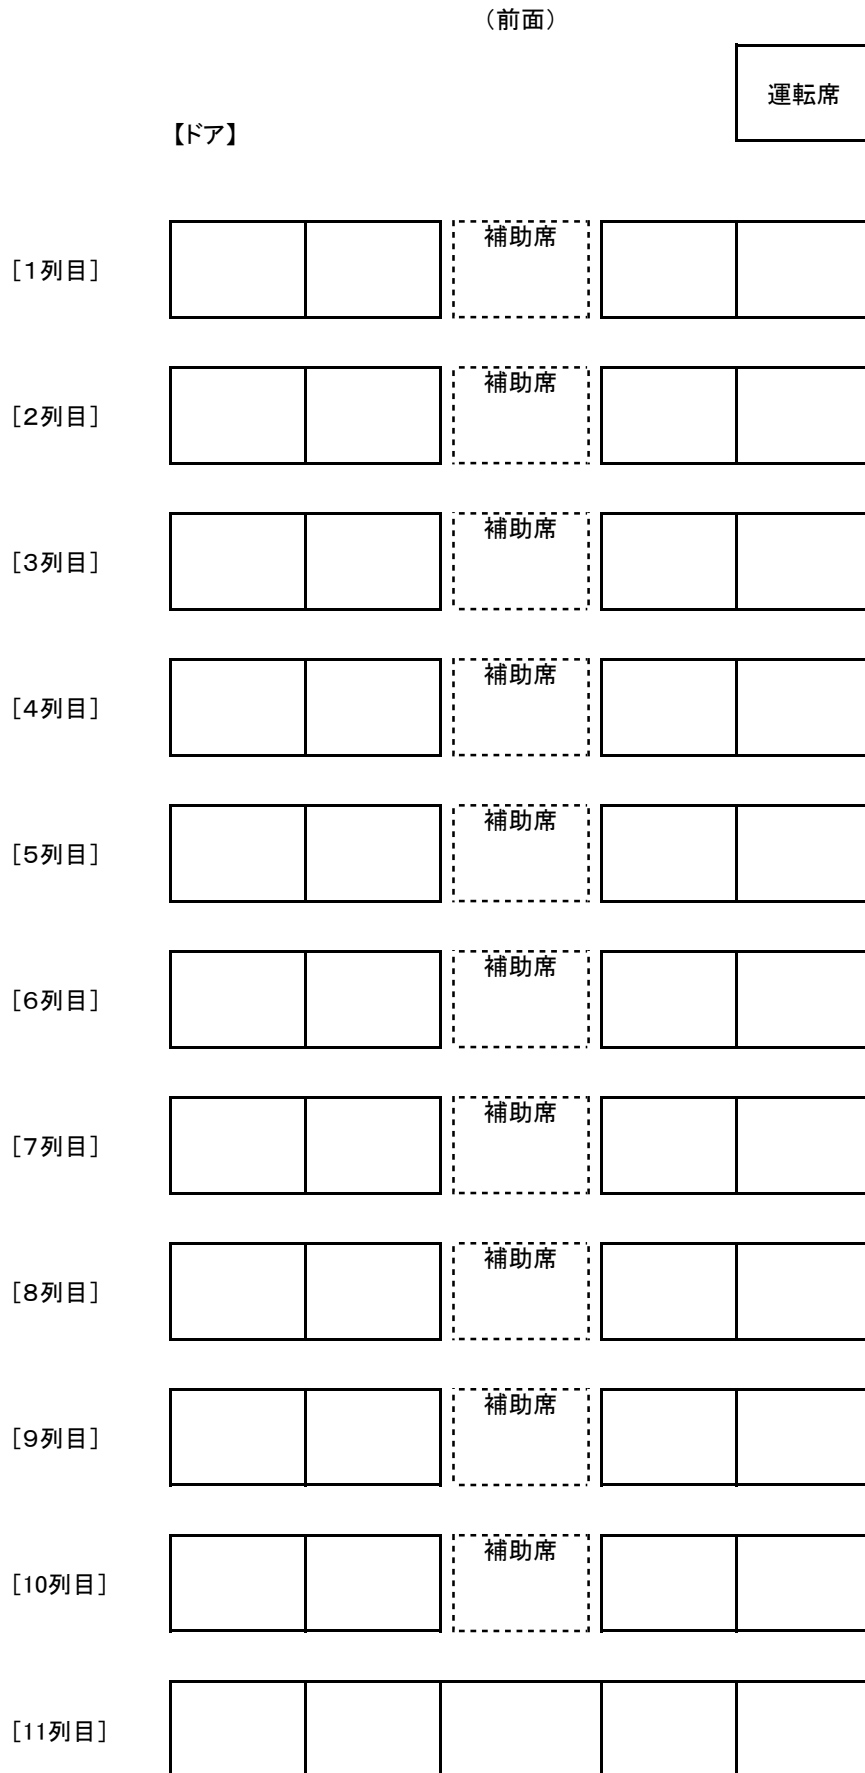 （前面）
運転席
【ドア】
補助席
［１列目］
補助席
［２列目］
補助席
［３列目］
補助席
［４列目］
補助席
［５列目］
補助席
［６列目］
補助席
［７列目］
補助席
［８列目］
補助席
［９列目］
補助席
［10列目］
［11列目］